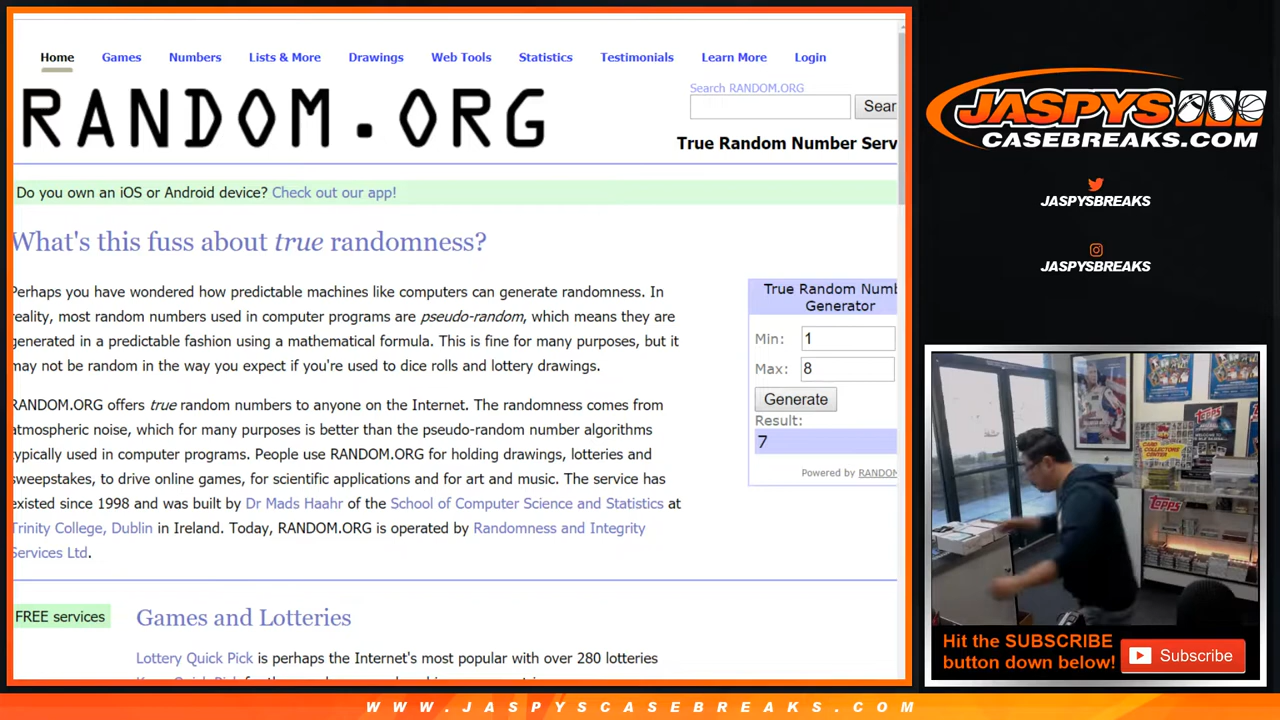 Home Games Numbers Lists & More Drawings Web Tools Statistics Testimonials Learn More Login
Search RANDOM.ORG
RANDOM.ORG
Sear
True Random Number Serv
Do you own an iOS or Android device? Check out our app!
What's this fuss about true randomness?
Perhaps you have wondered how predictable machines like computers can generate randomness. In
reality, most random numbers used in computer programs are pseudo-random, which means they are
generated in a predictable fashion using a mathematical formula. This is fine for many purposes, but it
may not be random in the way you expect if you're used to dice rolls and lottery drawings.
RANDOM.ORG offers true random numbers to anyone on the Internet. The randomness comes from
atmospheric noise, which for many purposes is better than the pseudo-random number algorithms
typically used in computer programs. People use RANDOM.ORG for holding drawings, lotteries and
sweepstakes, to drive online games, for scientific applications and for art and music. The service has
existed since 1998 and was built by Dr Mads Haahr of the School of Computer Science and Statistics at
Trinity College, Dublin in Ireland. Today, RANDOM.ORG is operated by Randomness and Integrity
Services Ltd.
True Random Numb
Generator
Min: 1
Max: 8
Generate
Result:
7
Powered by RANDOM
FREE services
Games and Lotteries
Lottery Quick Pick is perhaps the Internet's most popular with over 280 lotteries
JASPYS
CASEBREAKS.COM
JASPYSBREAKS
JASPYSBREAKS
TOPPS
CARD
COLLECTORS
CENTER
Topps
Hit the SUBSCRIBE
button down below!
Subscribe
WWW.JASPYSCASEBREAKS.COM